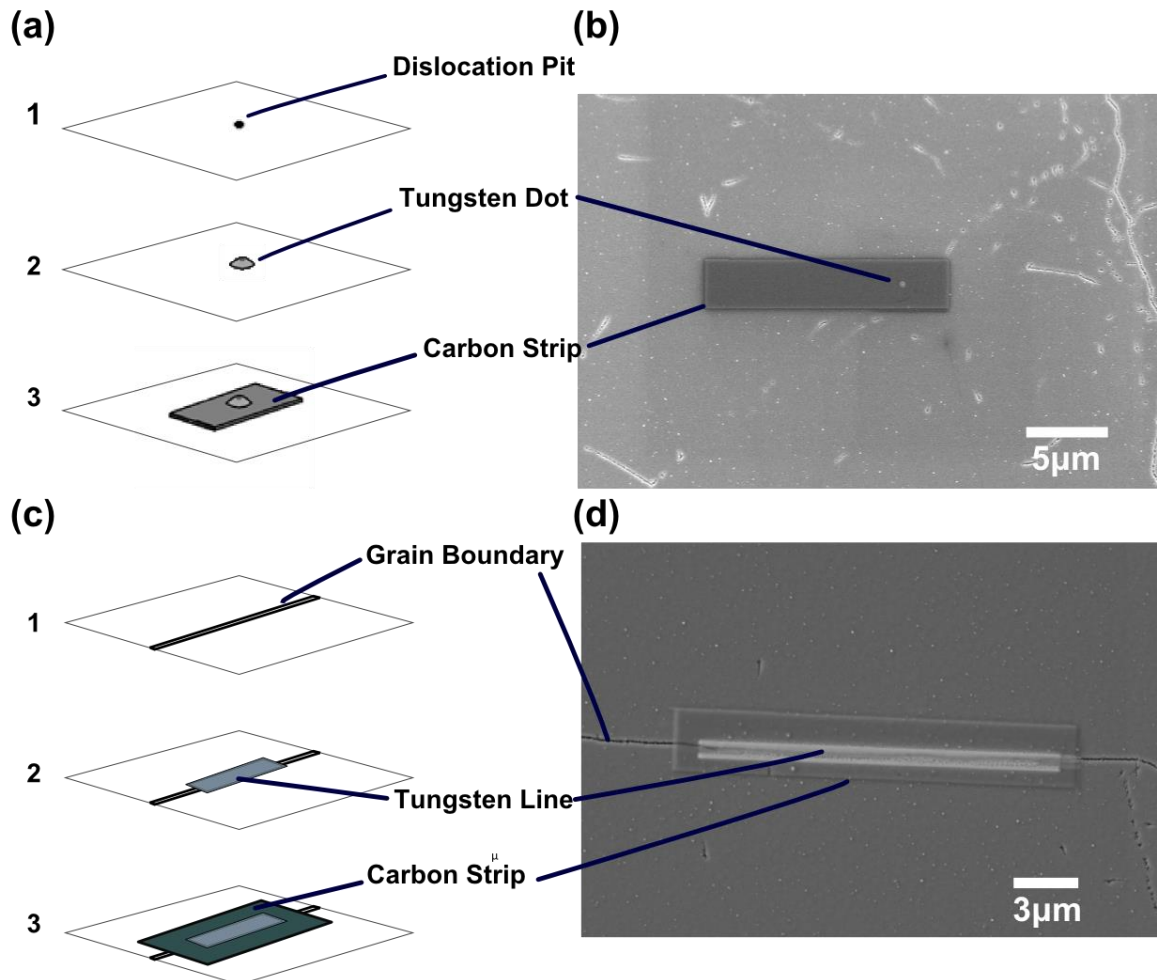 (a)
(b)
Dislocation Pit
1
Tungsten Dot
2
Carbon Strip
3
5μm
(c)
(d)
Grain Boundary
1
2
Tungsten Line
μ
Carbon Strip
3
3μm